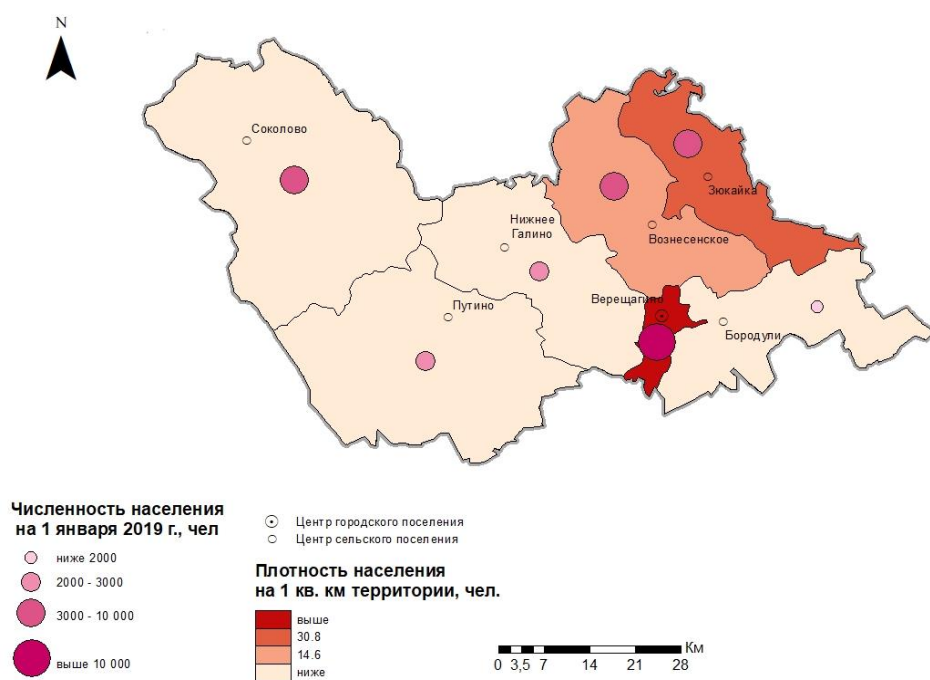 N
Соколово
Зюкайка
Нижнее
Галино
Вознесенское
Верещагино
Путино
Бородули
Численность населения
на 1 января 2019 г., чел
ниже 2000
2000 - 3000
3000 - 10 000
выше 10 000
Центр городского поселения
Центр сельского поселения
Плотность населения
на 1 кв. км территории, чел.
выше
30.8
14.6
ниже
Км
0 3,5 7 14 21 28